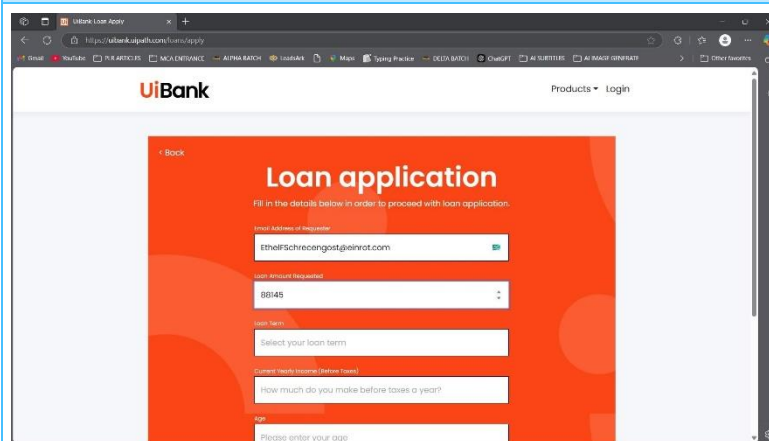 UiBank Loan Apply
https://uibank.uipath.com/loans/apply
Gmail YouTube PLR ARTICLES MCA ENTRANCE ALPHA BATCH LeadsArk Maps Typing Practice DELTA BATCH ChatGPT AI SUBTITLES AI IMAGE GENERATE Other favorites
UiBank
Products Login
< Back
Loan application
Fill in the details below in order to proceed with loan application.
Email Address of Requester
EthelFSchrecengost@einrot.com
Loan Amount Requested
88145
Loan Term
Select your loan term
Current Yearly Income (Before Taxes)
How much do you make before taxes a year?
Age
Please enter your age